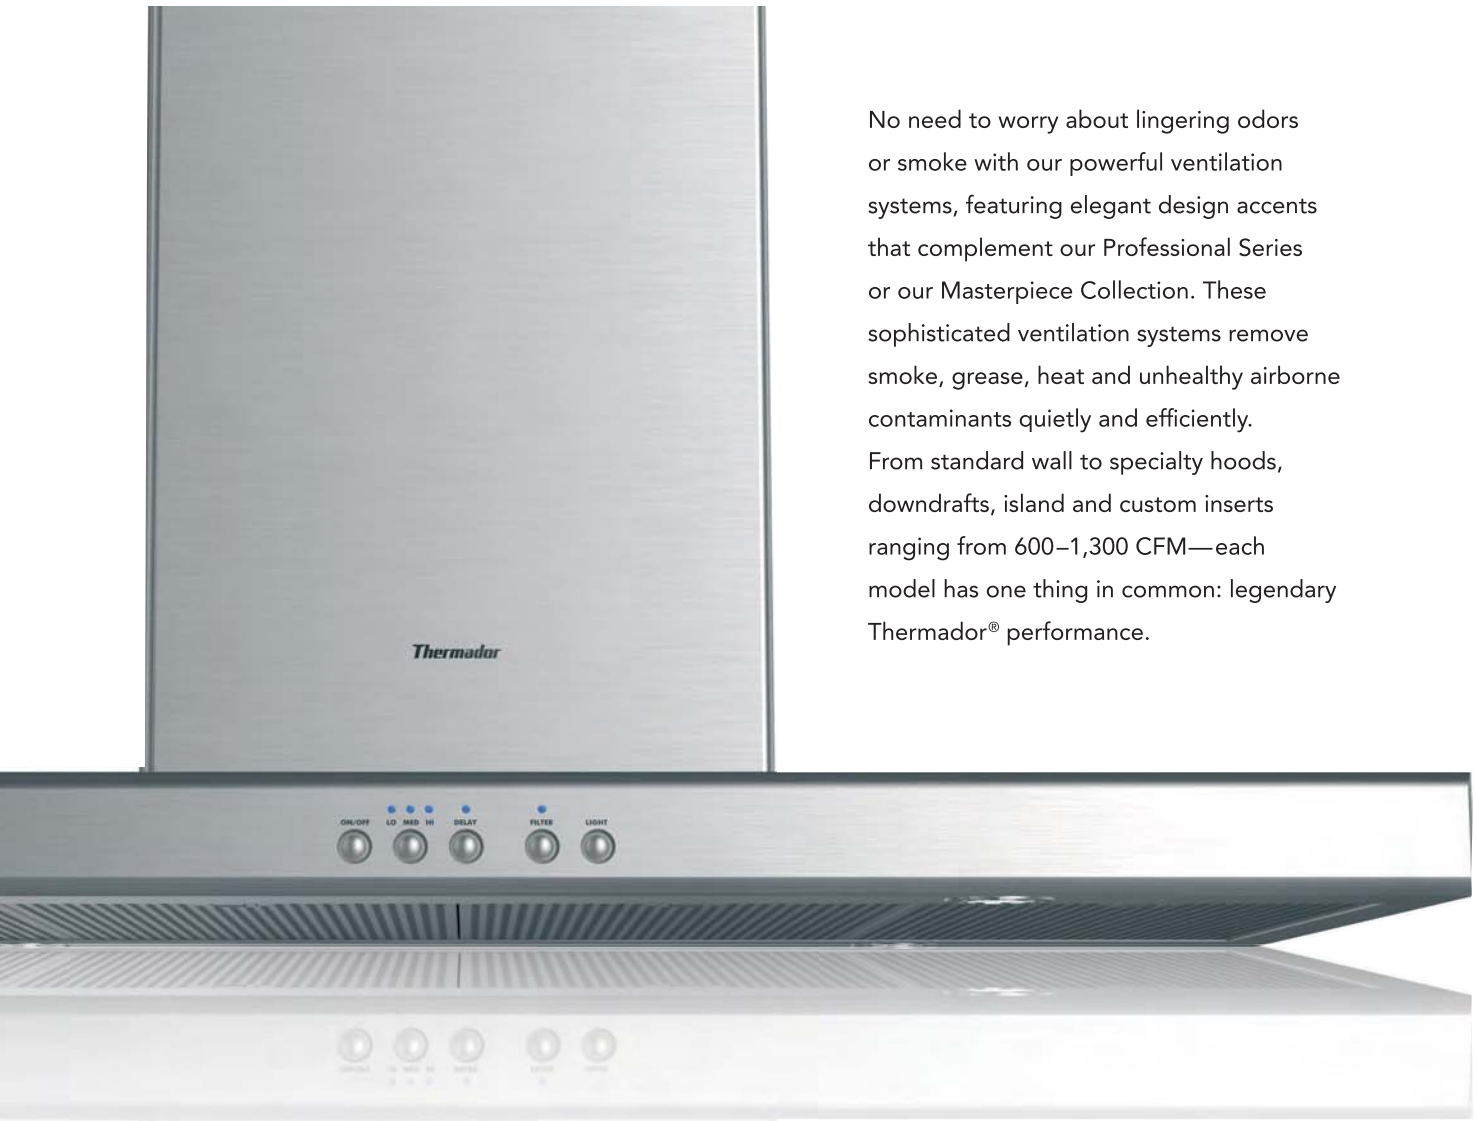 No need to worry about lingering odors
or smoke with our powerful ventilation
systems, featuring elegant design accents
that complement our Professional Series
or our Masterpiece Collection. These
sophisticated ventilation systems remove
smoke, grease, heat and unhealthy airborne
contaminants quietly and efficiently.
From standard wall to specialty hoods,
downdrafts, island and custom inserts
ranging from 600–1,300 CFM—each
model has one thing in common: legendary
Thermador® performance.
Thermador
ON/OFF LO MED HI DELAY FILTER LIGHT